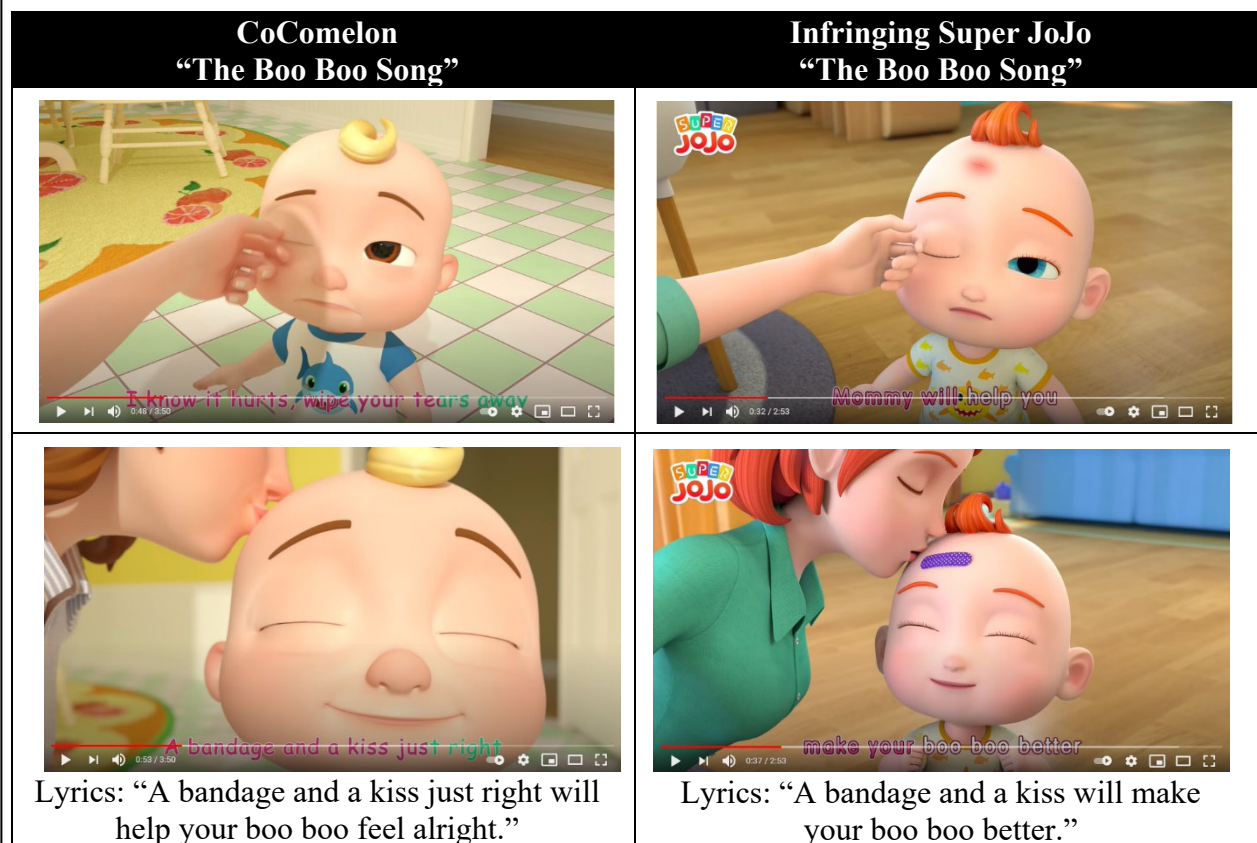 CoComelon
“The Boo Boo Song”
Infringing Super JoJo
“The Boo Boo Song”
I know it hurts, wipe your tears away
0:48 / 3:50
SUPER
JOJO
Mommy will help you
0:32 / 2:53
A bandage and a kiss just right
0:53 / 3:50
SUPER
JOJO
make your boo boo better
0:37 / 2:53
Lyrics: “A bandage and a kiss just right will
help your boo boo feel alright.”
Lyrics: “A bandage and a kiss will make
your boo boo better.”